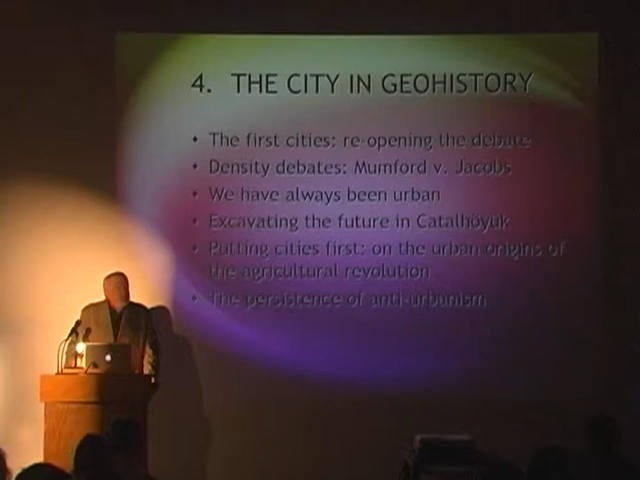 4. THE CITY IN GEOHISTORY
• The first cities: re-opening the debate
• Density debates: Mumford v. Jacobs
• We have always been urban
• Excavating the future in Catalhoyuk
• Putting cities first: on the urban origins of
the agricultural revolution
• The persistence of anti-urbanism